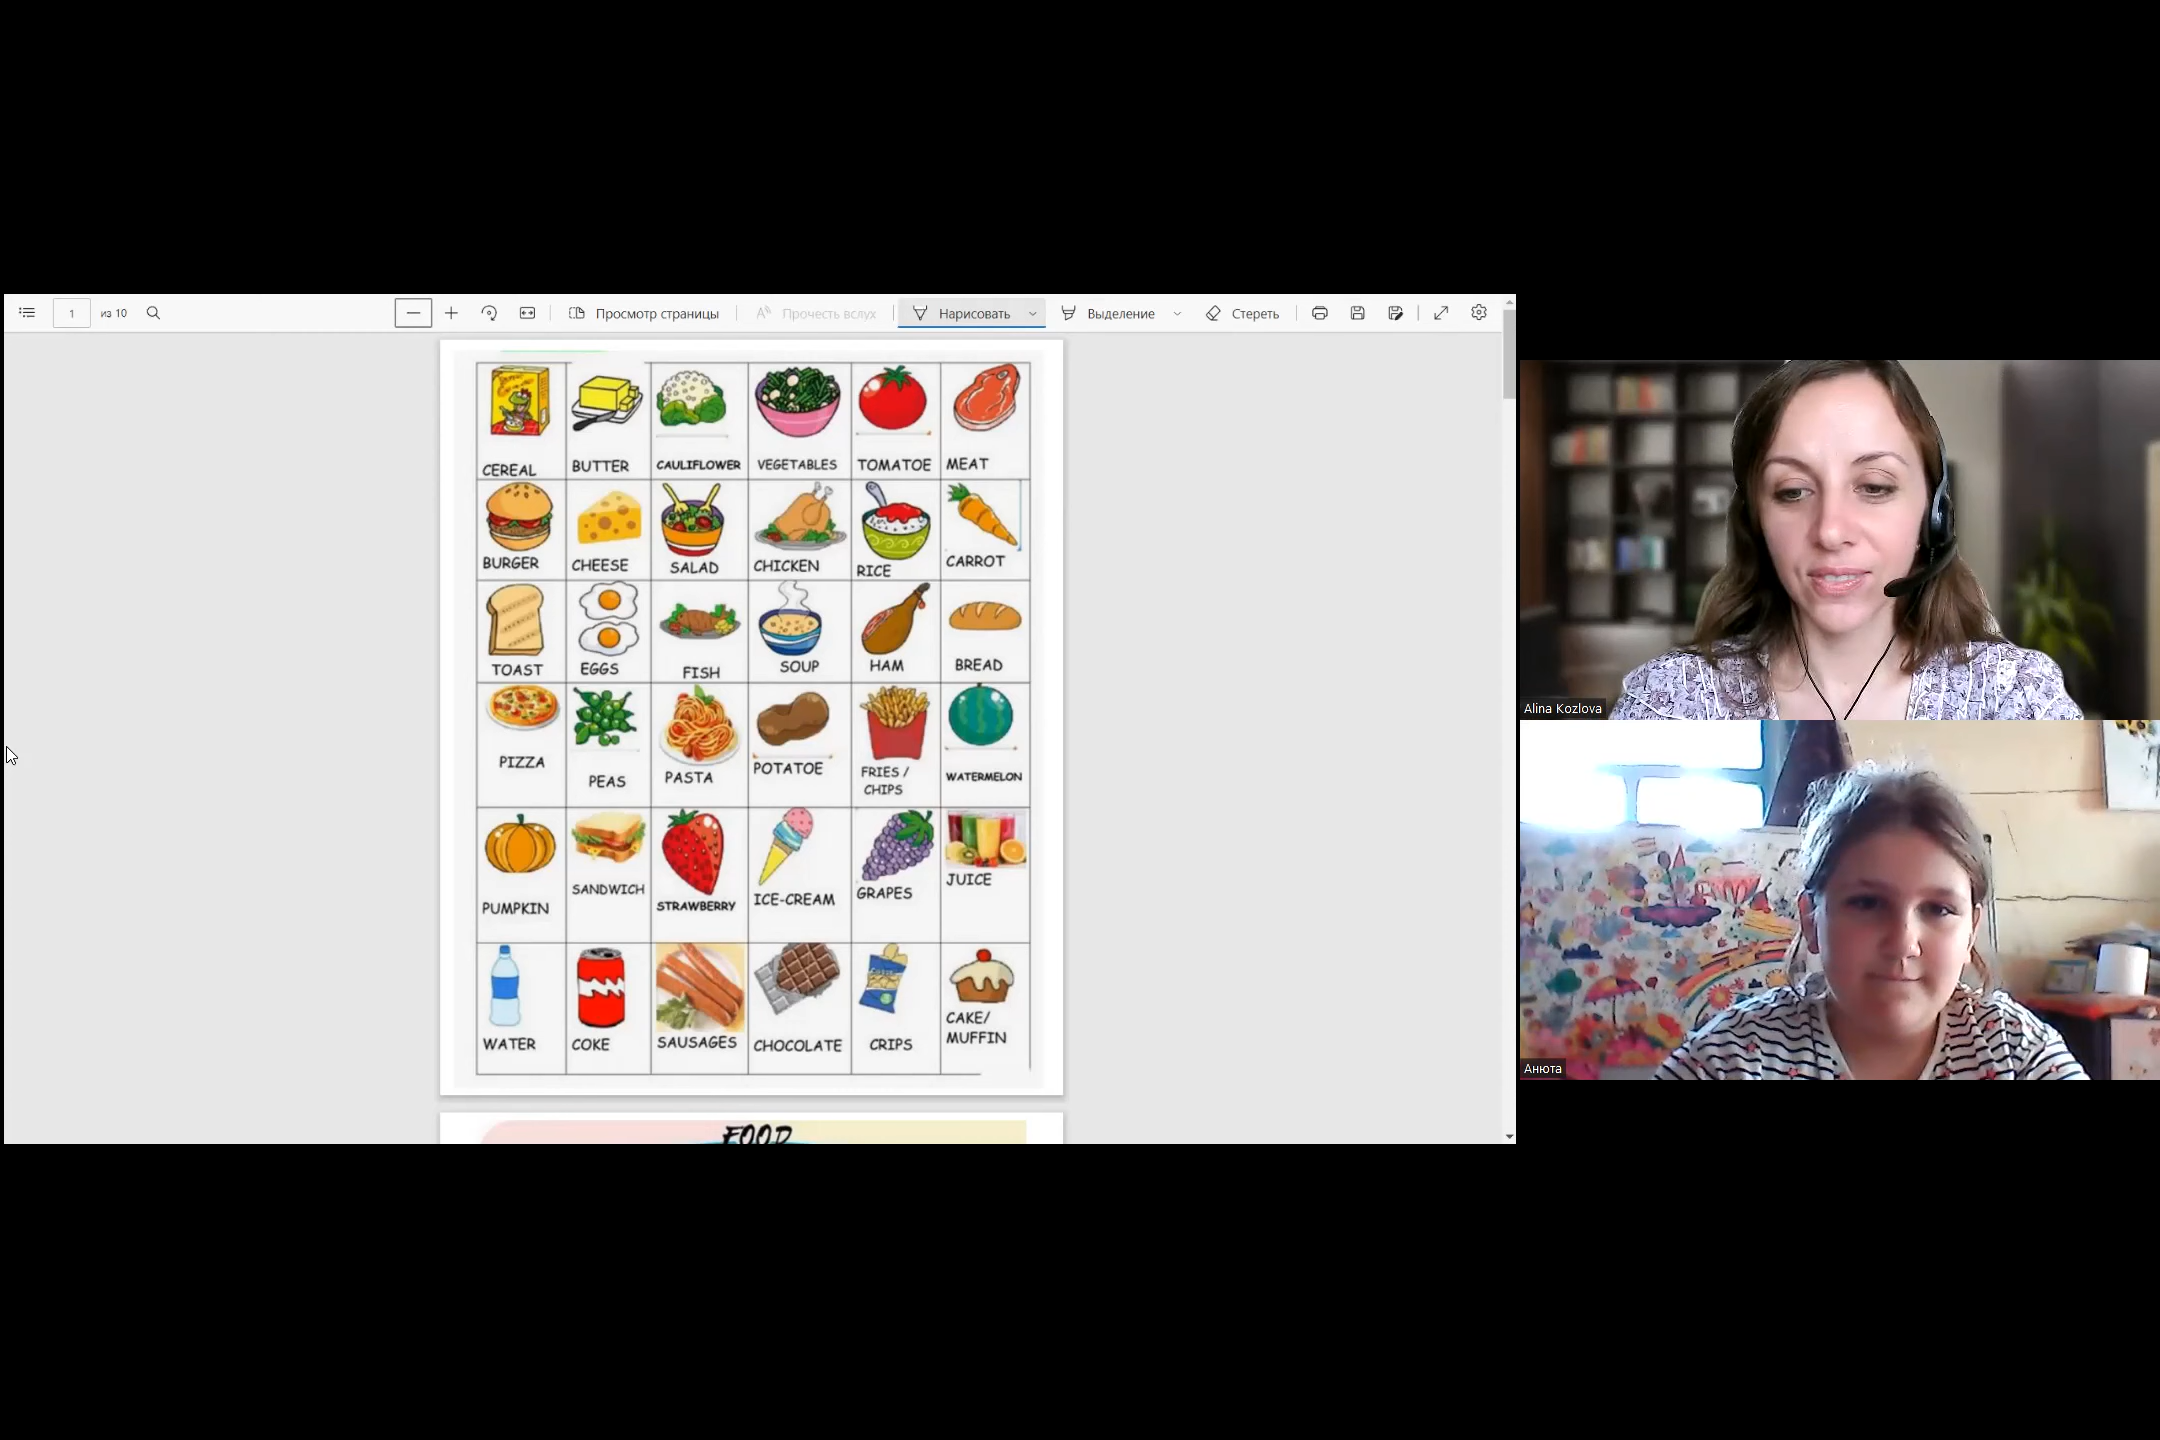 1 из 10 Просмотр страницы Прочесть вслух Нарисовать Выделение Стереть
CEREAL BUTTER CAULIFLOWER VEGETABLES TOMATOE MEAT
BURGER CHEESE SALAD CHICKEN RICE CARROT
TOAST EGGS FISH SOUP HAM BREAD
PIZZA PEAS PASTA POTATOE FRIES / WATERMELON
CHIPS
PUMPKIN SANDWICH STRAWBERRY ICE-CREAM GRAPES JUICE
WATER COKE SAUSAGES CHOCOLATE CRIPS CAKE/
MUFFIN
FOOD
Alina Kozlova
Анюта